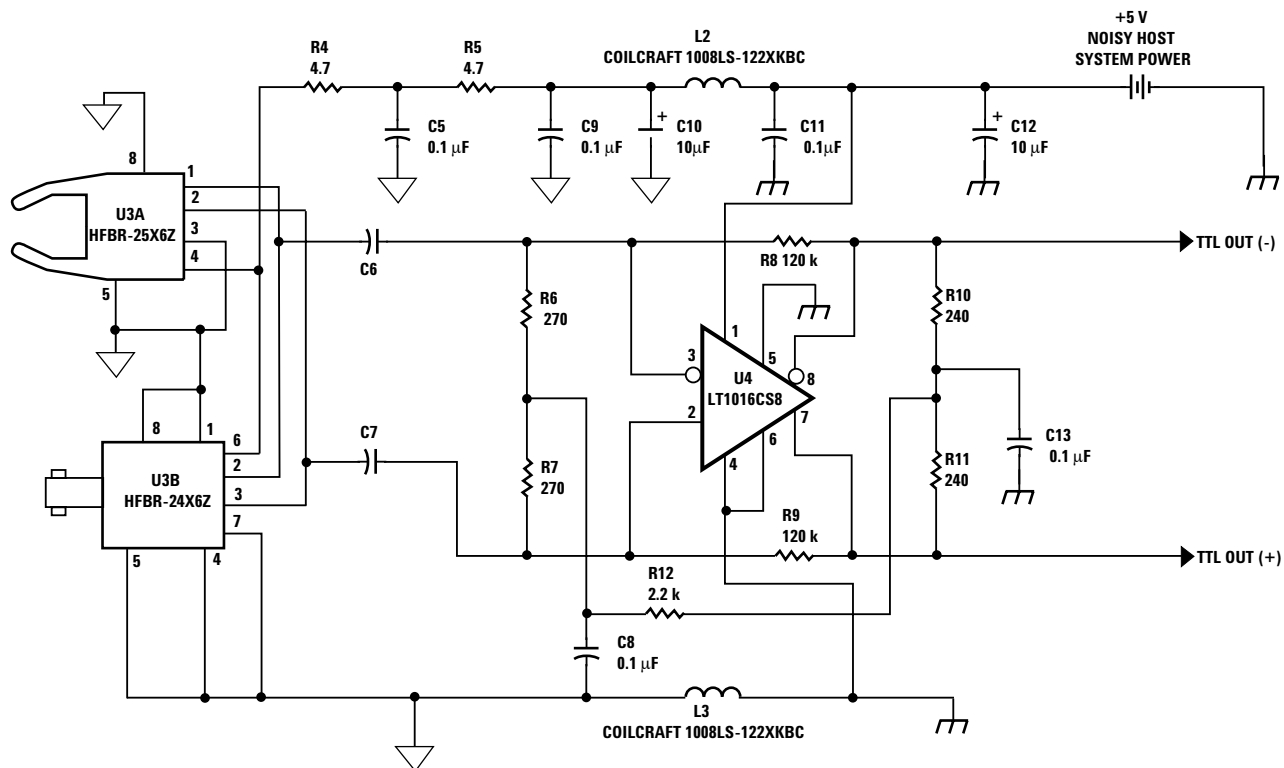 +5 V
NOISY HOST
SYSTEM POWER
L2
COILCRAFT 1008LS-122XKBC
R4
4.7
R5
4.7
C5
0.1 µF
C9
0.1 µF
+
C10
10µF
C11
0.1µF
+
C12
10 µF
8
1
2
3
4
5
U3A
HFBR-25X6Z
C6
R8 120 k
TTL OUT (-)
R6
270
R10
240
1
3
5
U4
LT1016CS8
8
2
7
6
4
8
1
6
2
3
7
5
4
U3B
HFBR-24X6Z
C7
R7
270
C13
0.1 µF
R11
240
R9
120 k
TTL OUT (+)
R12
2.2 k
C8
0.1 µF
L3
COILCRAFT 1008LS-122XKBC